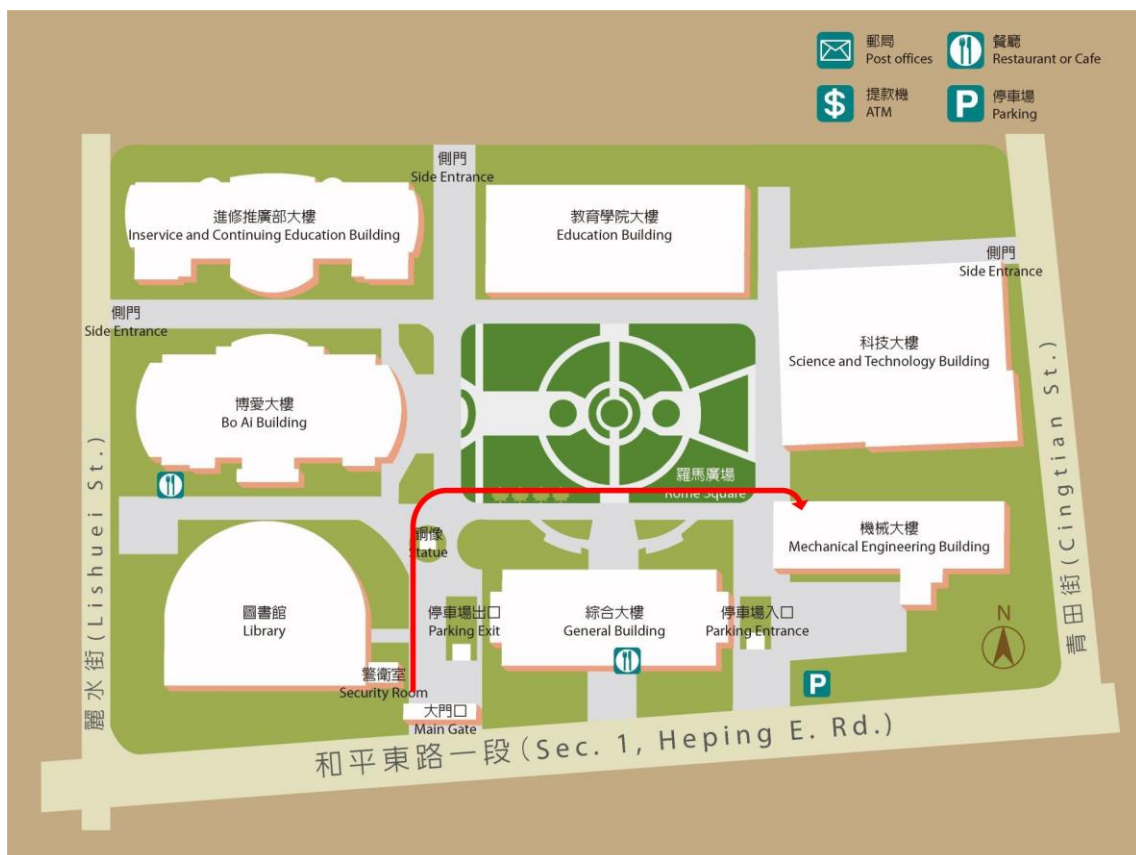 郵局
Post offices
餐廳
Restaurant or Cafe
$
提款機
ATM
P
停車場
Parking
側門
Side Entrance
進修推廣部大樓
Inservice and Continuing Education Building
教育學院大樓
Education Building
側門
Side Entrance
側門
Side Entrance
科技大樓
Science and Technology Building
博愛大樓
Bo Ai Building
羅馬廣場
Rome Square
銅像
Statue
機械大樓
Mechanical Engineering Building
圖書館
Library
停車場出口
Parking Exit
綜合大樓
General Building
停車場入口
Parking Entrance
N
警衛室
Security Room
P
大門口
Main Gate
麗水街(Lishuei St.)
青田街(Cingtian St.)
和平東路一段(Sec. 1, Heping E. Rd.)